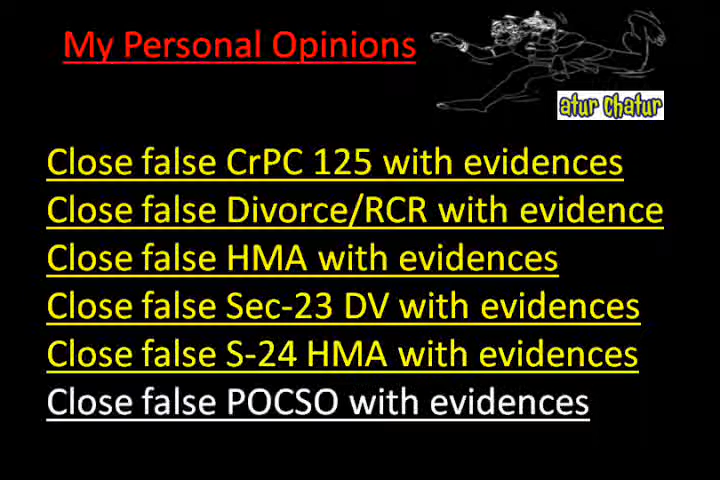 My Personal Opinions
atur Chatur
Close false CrPC 125 with evidences
Close false Divorce/RCR with evidence
Close false HMA with evidences
Close false Sec-23 DV with evidences
Close false S-24 HMA with evidences
Close false POCSO with evidences